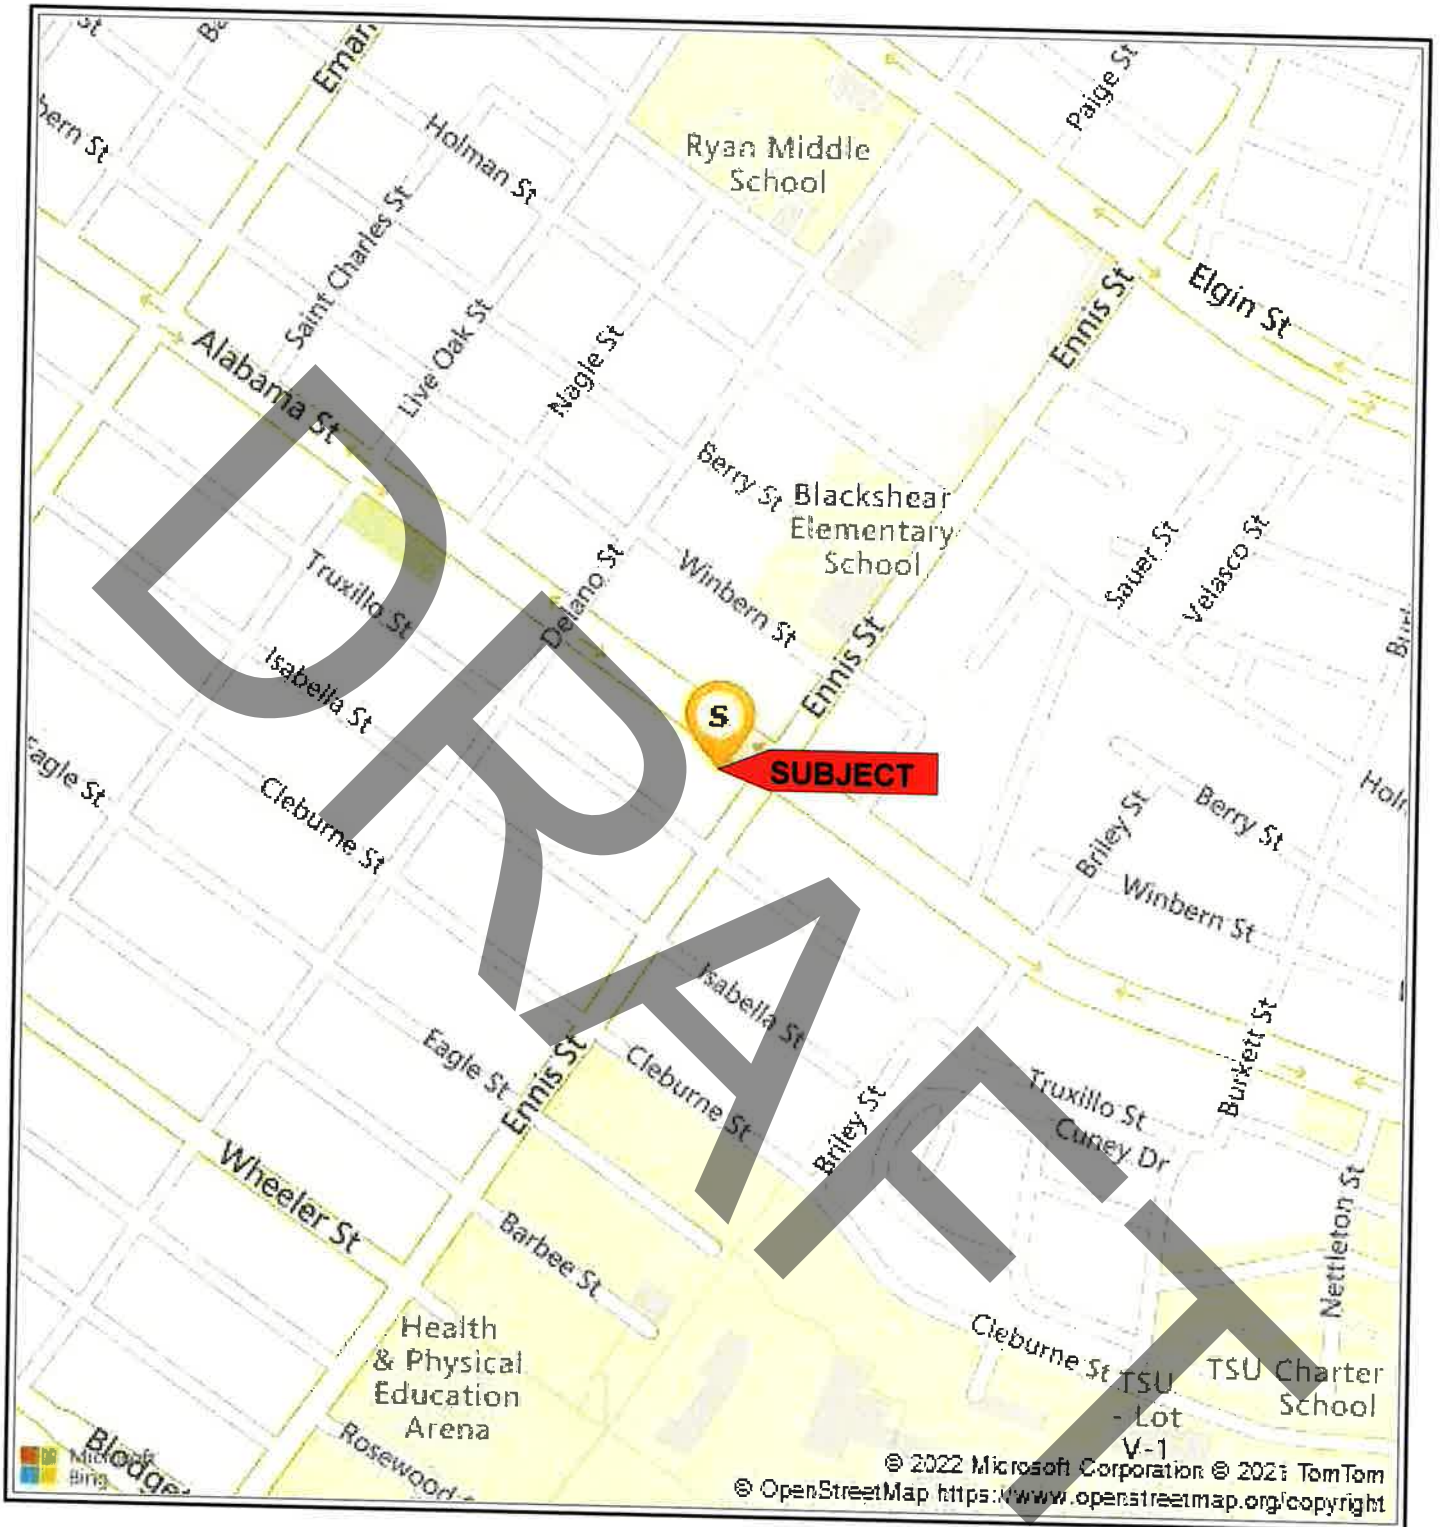 St
Holman St
Paige St
Ryan Middle
School
Saint Charles St
Elgin St
Ennis St
Alabama St
Live Oak St
Nagle St
Berry St
Blackshear
Elementary
School
Sauer St
Velasco St
Truxillo St
Delano St
Winbern St
Ennis St
Isabella St
S
SUBJECT
Eagle St
Cleburne St
Briley St
Berry St
Winbern St
Isabella St
Eagle St
Ennis St
Cleburne St
Briley St
Truxillo St
Cuney Dr
Burkett St
Nettleton St
Wheeler St
Barbee St
Health
& Physical
Education
Arena
Cleburne St
TSU
- Lot
V-1
TSU Charter
School
Rosewood
Microsoft
Bing
© 2022 Microsoft Corporation © 2021 TomTom
© OpenStreetMap https://www.openstreetmap.org/copyright
DRAFT